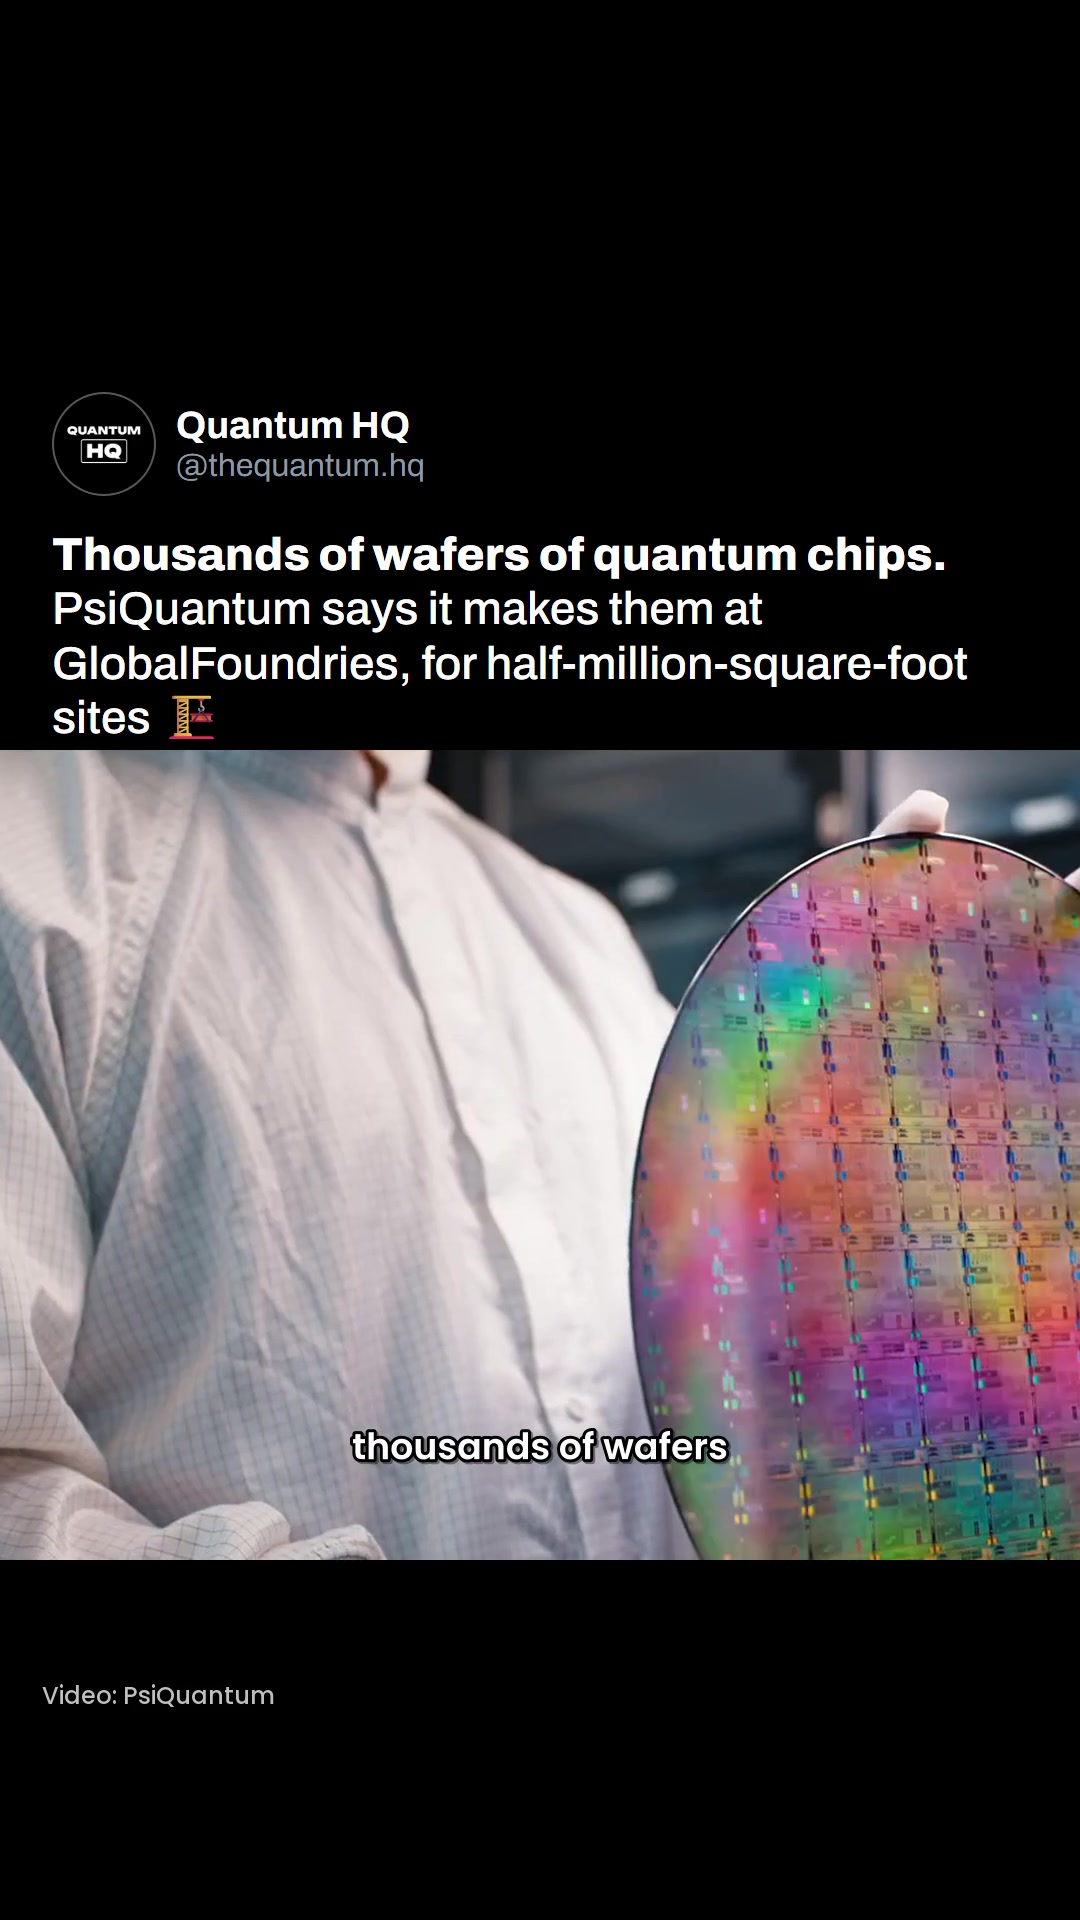 QUANTUM
HQ
Quantum HQ
@thequantum.hq
Thousands of wafers of quantum chips.
PsiQuantum says it makes them at
GlobalFoundries, for half-million-square-foot
sites 🏗️
thousands of wafers
Video: PsiQuantum